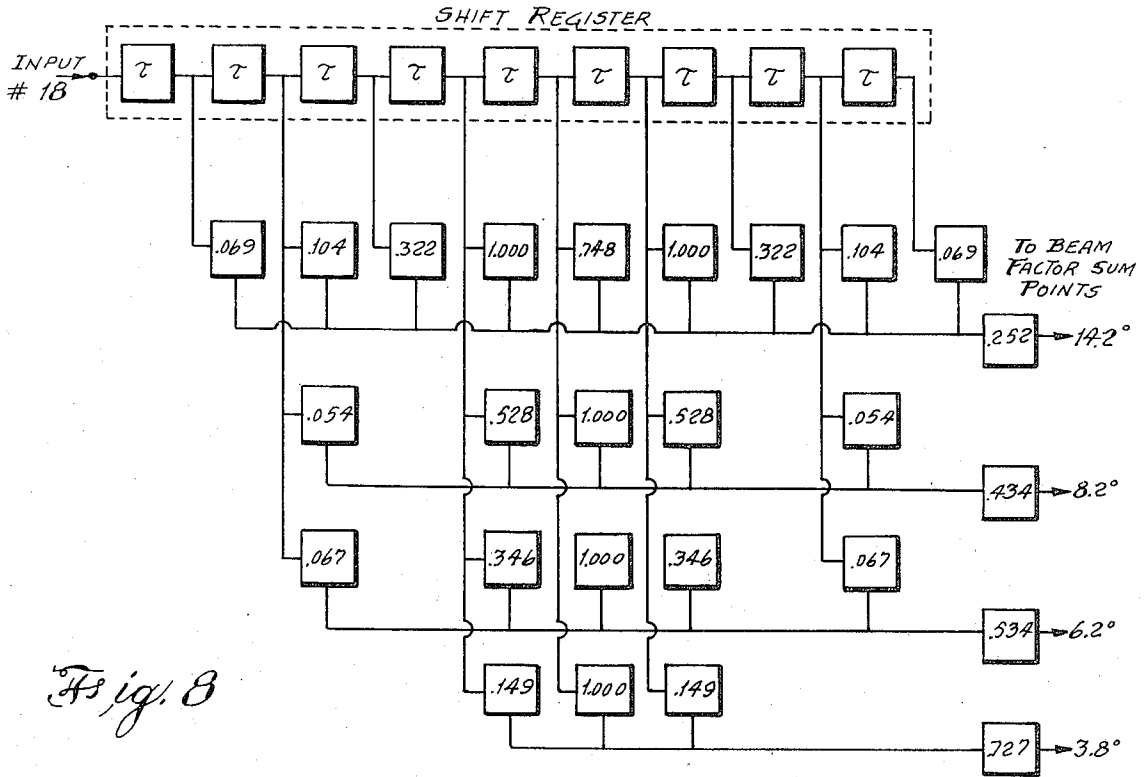 SHIFT REGISTER
INPUT
# 18
τ τ τ τ τ τ τ τ τ
.069 .104 .322 1.000 .748 1.000 .322 .104 .069
TO BEAM
FACTOR SUM
POINTS
.252 14.2°
.054 .528 1.000 .528 .054
.434 8.2°
.067 .346 1.000 .346 .067
.534 6.2°
.149 1.000 .149
.727 3.8°
Fig. 8